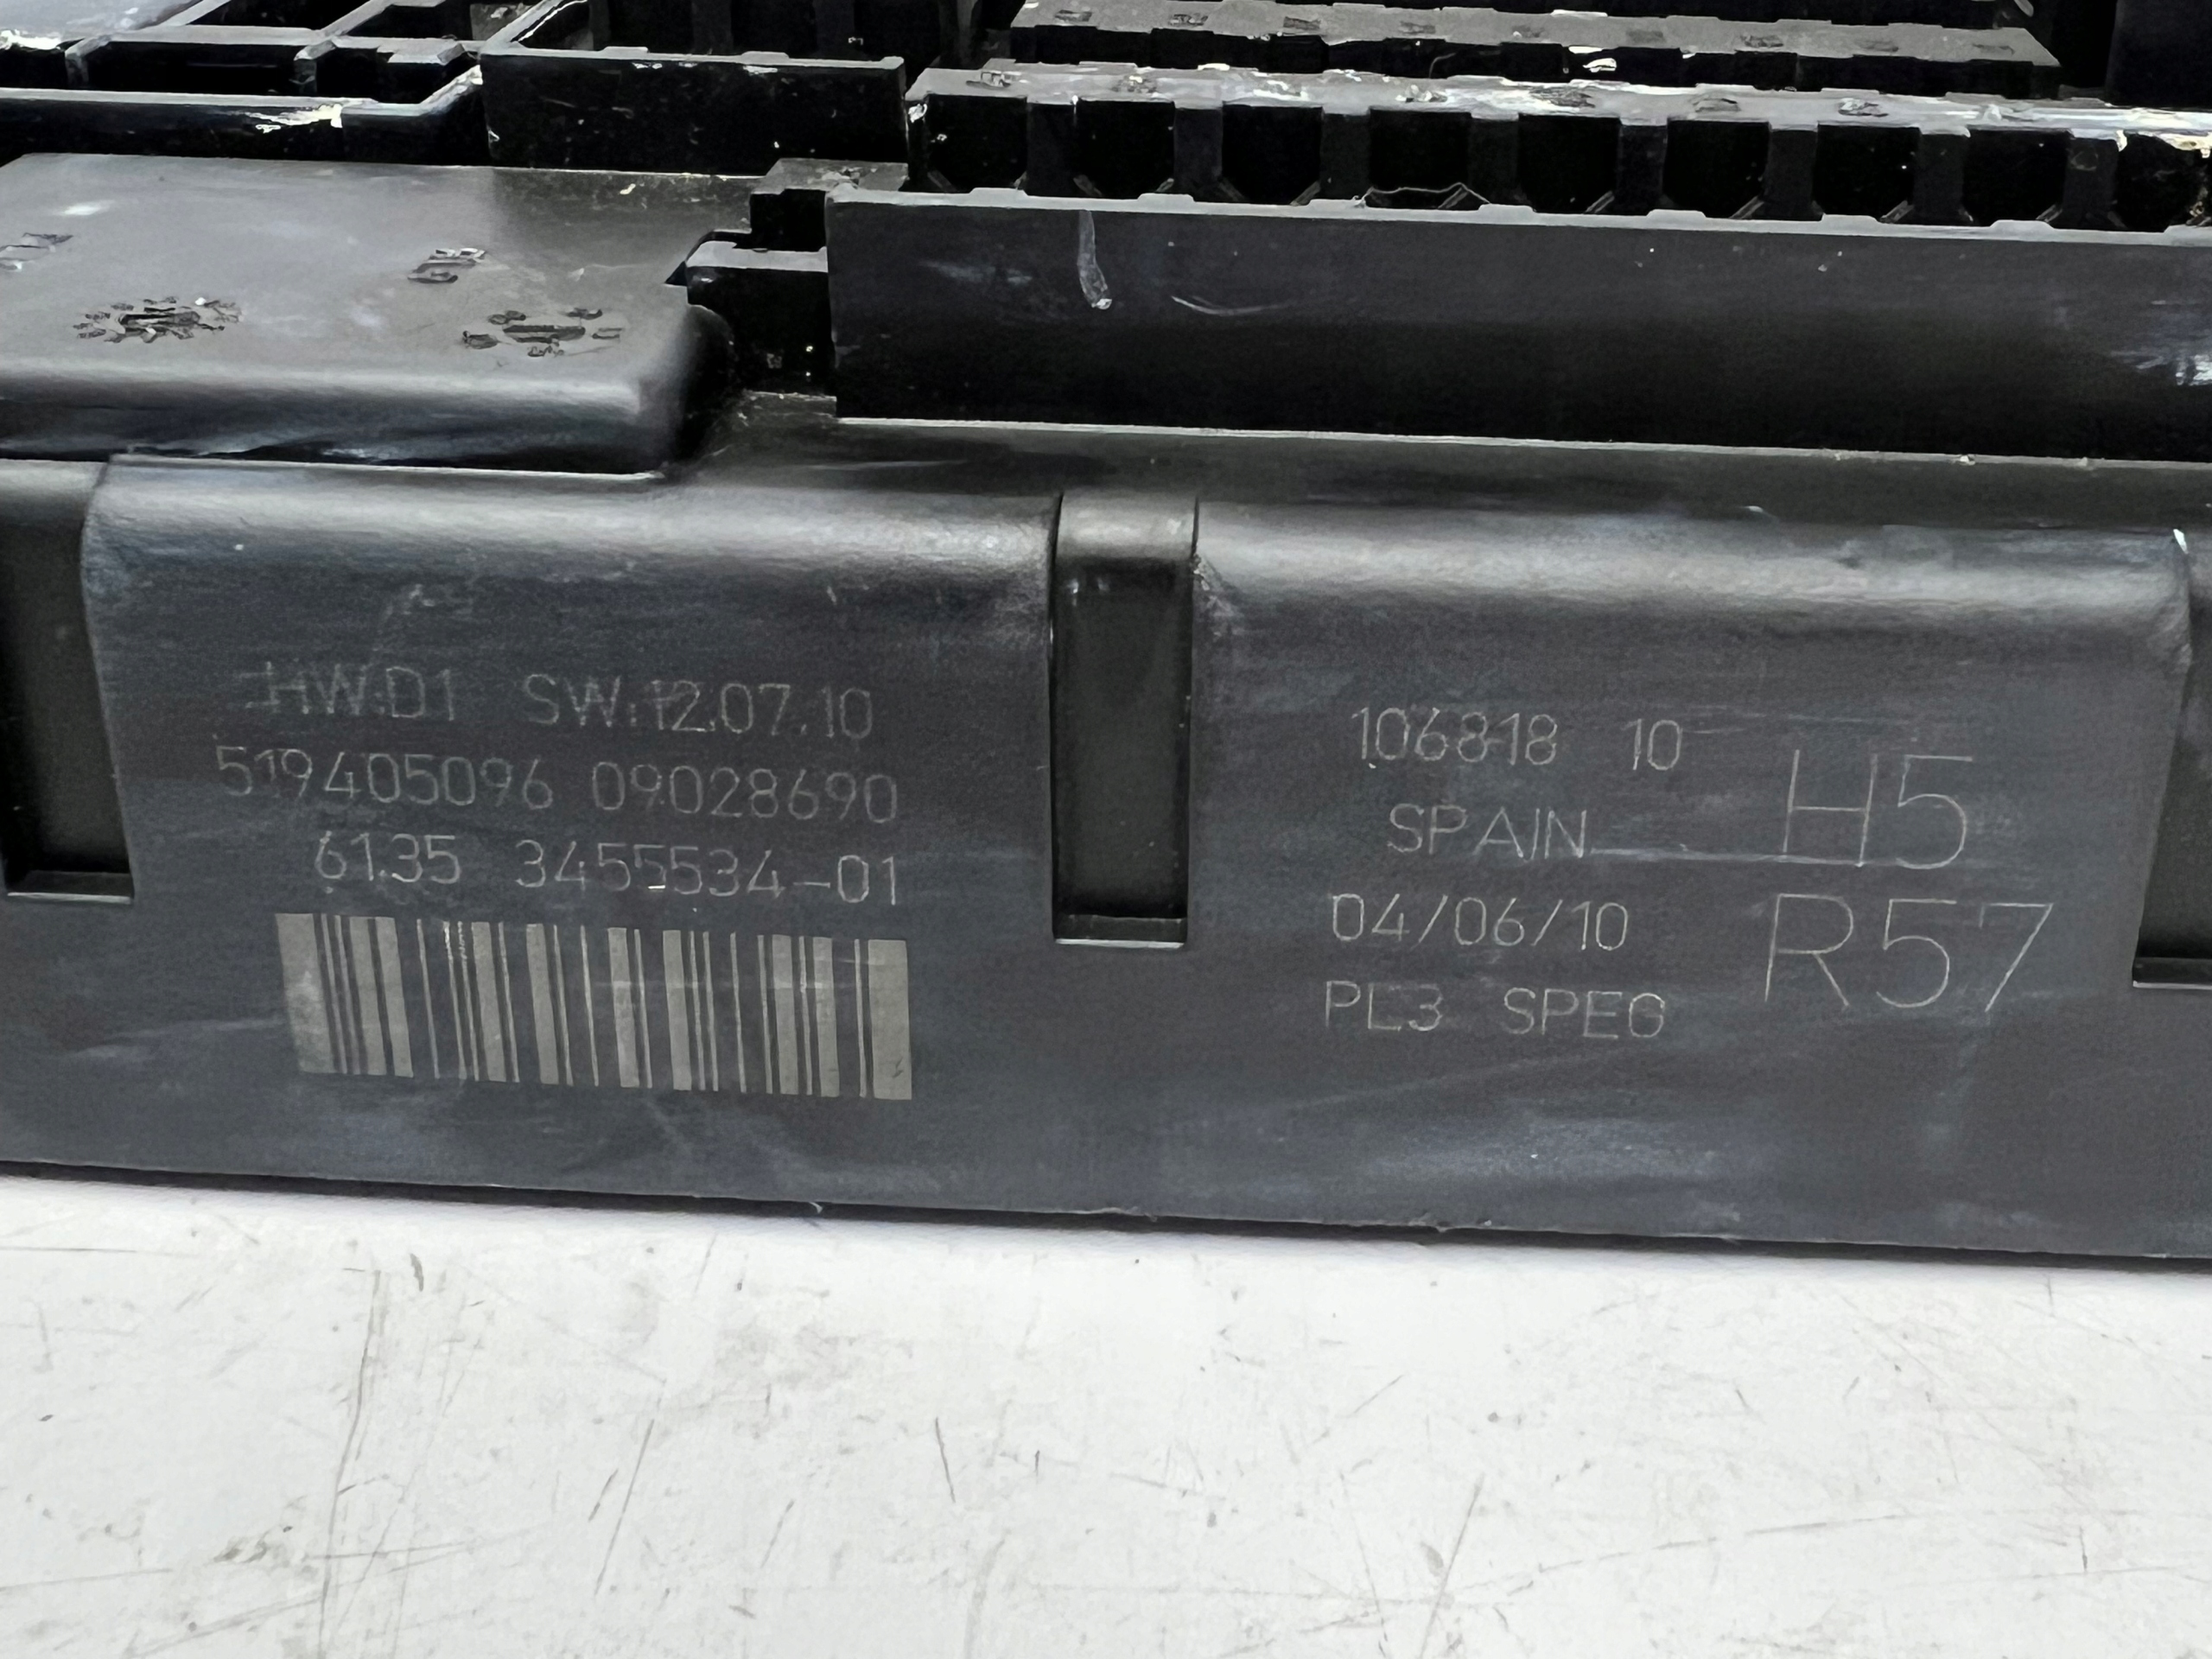 HW:D1 SW:12.07.10
519405096 09028690
61.35 3455534-01
106818 10
SPAIN
04/06/10
PL3 SPEG
H5
R57